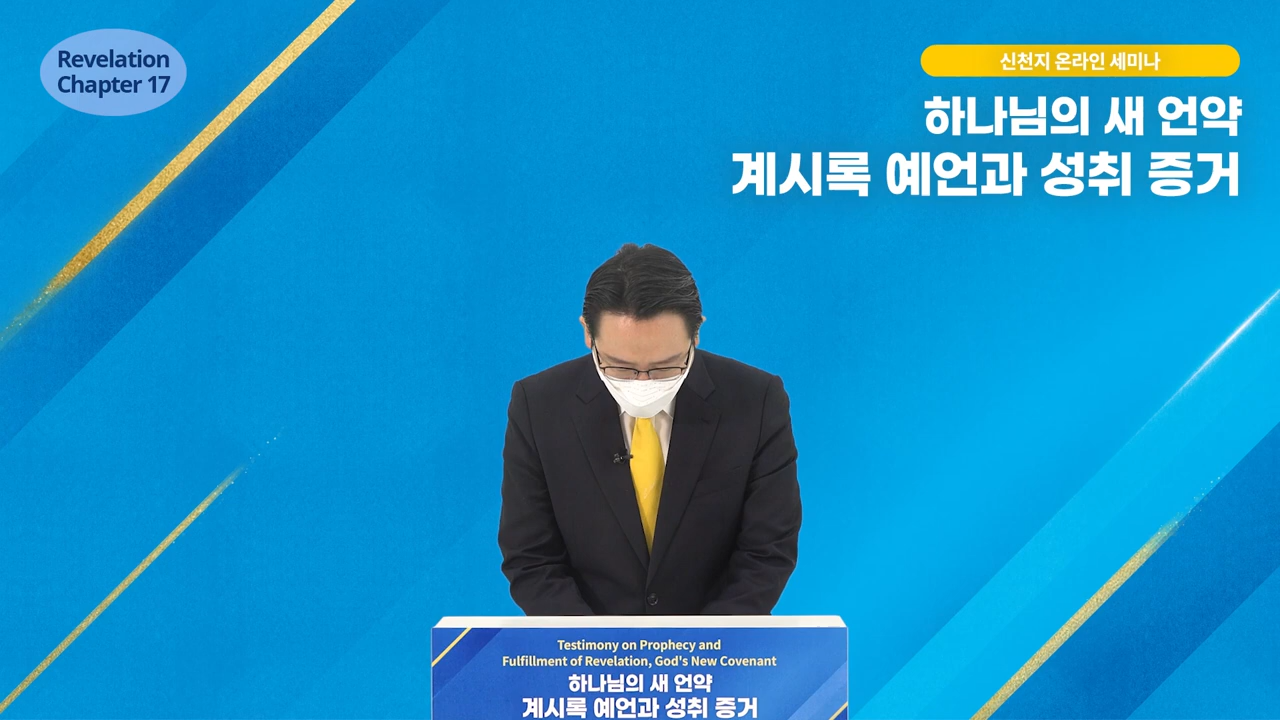 Revelation
Chapter 17
신천지 온라인 세미나
하나님의 새 언약
계시록 예언과 성취 증거
Testimony on Prophecy and
Fulfillment of Revelation, God's New Covenant
하나님의 새 언약
계시록 예언과 성취 증거